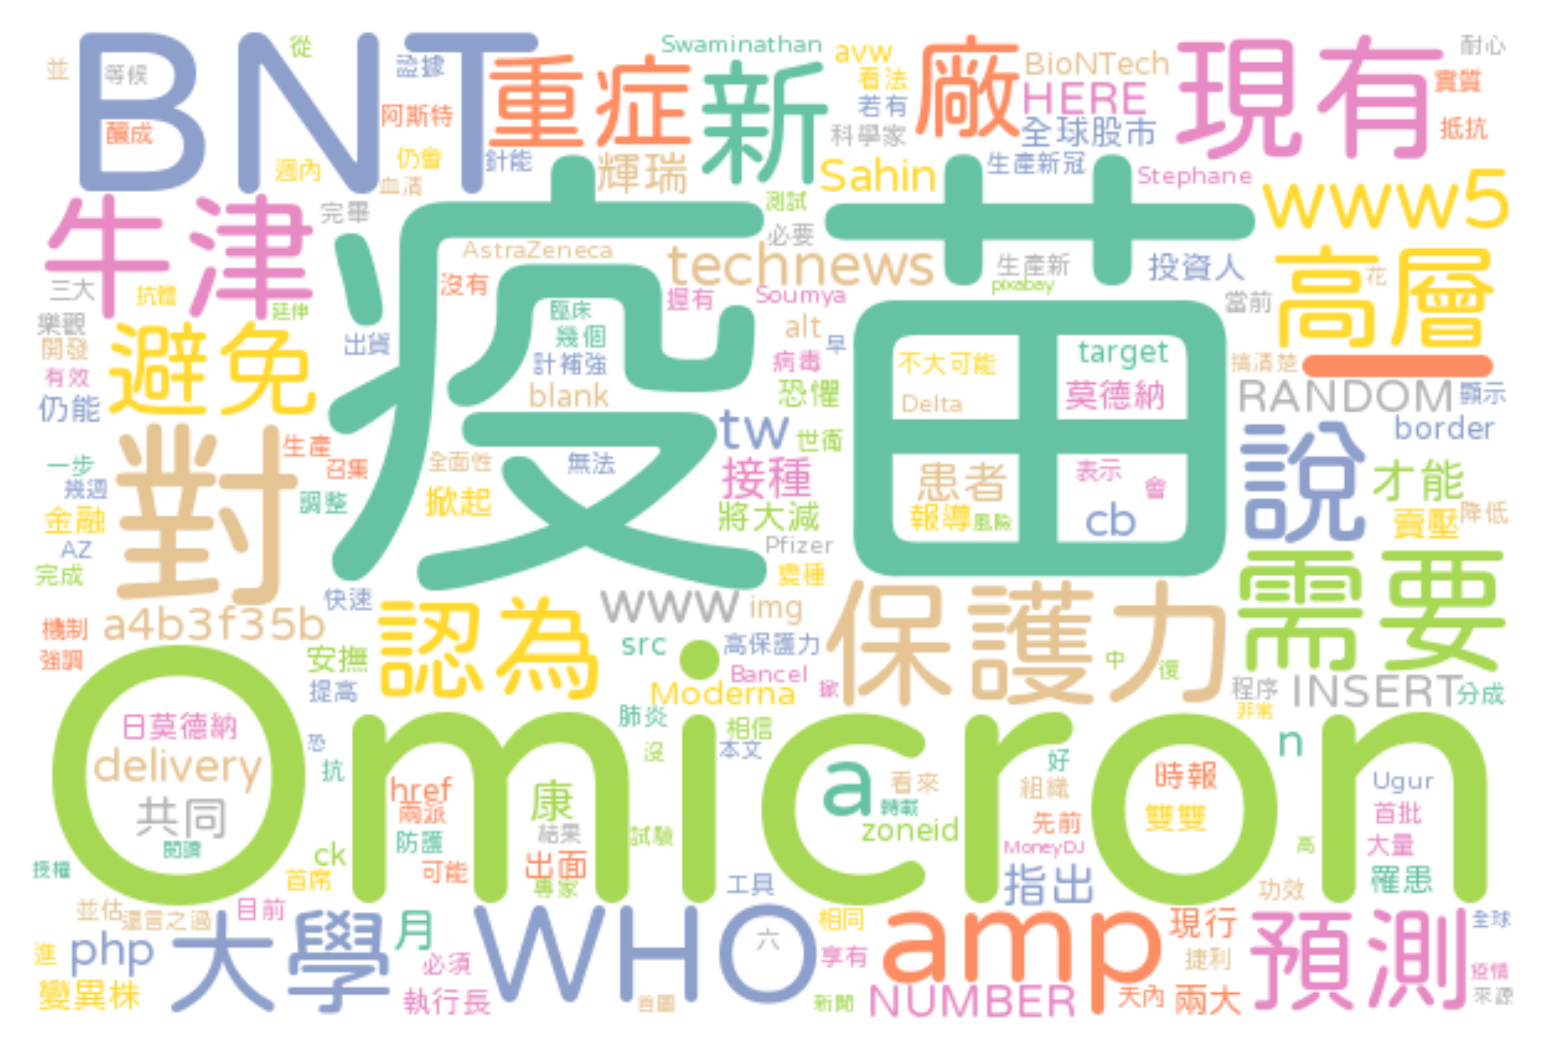 BNT
從
並
等候
證據
釀成
阿斯特
週內
仍會
血清
針能
重症
Swaminathan
新
avw
看法
若有
科學家
廠
BioNTech
HERE
全球股市
現有
耐心
實質
抵抗
輝瑞
Sahin
生產新冠
Stephane
www5
牛津
完畢
三大
抗體
延伸
疫苗
測試
必要
AstraZeneca
technews
沒有
握有
Soumya
生產新
pixabay
投資人
當前
高層
花
樂觀
開發
有效
仍能
避免
出貨
臨床
幾個
計補強
blank
alt
早
病毒
恐懼
不大可能
Delta
target
莫德納
搞清楚
RANDOM
顯示
border
對
生產
召集
調整
一步
幾週
金融
AZ
完成
全面性
掀起
無法
tw
世衛
接種
將大減
Pfizer
變種
患者
報導
風險
表示
會
cb
說
才能
賣壓
降低
快速
機制
強調
a4b3f35b
安撫
提高
認為
www
img
src
高保護力
Bancel
Moderna
掀
保護力
中
復
需要
程序
非常
INSERT
分成
Omicron
日莫德納
delivery
共同
閱讀
恐
抗
href
兩派
防護
可能
ck
首席
授權
康
結果
出面
專家
肺炎
沒
試驗
相信
本文
工具
a
看來
轉載
zoneid
好
組織
先前
MoneyDJ
指出
時報
雙雙
n
高
功效
Ugur
首批
大量
罹患
並估
還言之過
目前
進
php
變異株
大學
月
必須
執行長
WHO
六
首圖
相同
享有
新聞
amp
NUMBER
現行
捷利
天內
兩大
預測
全球
疫情
來源